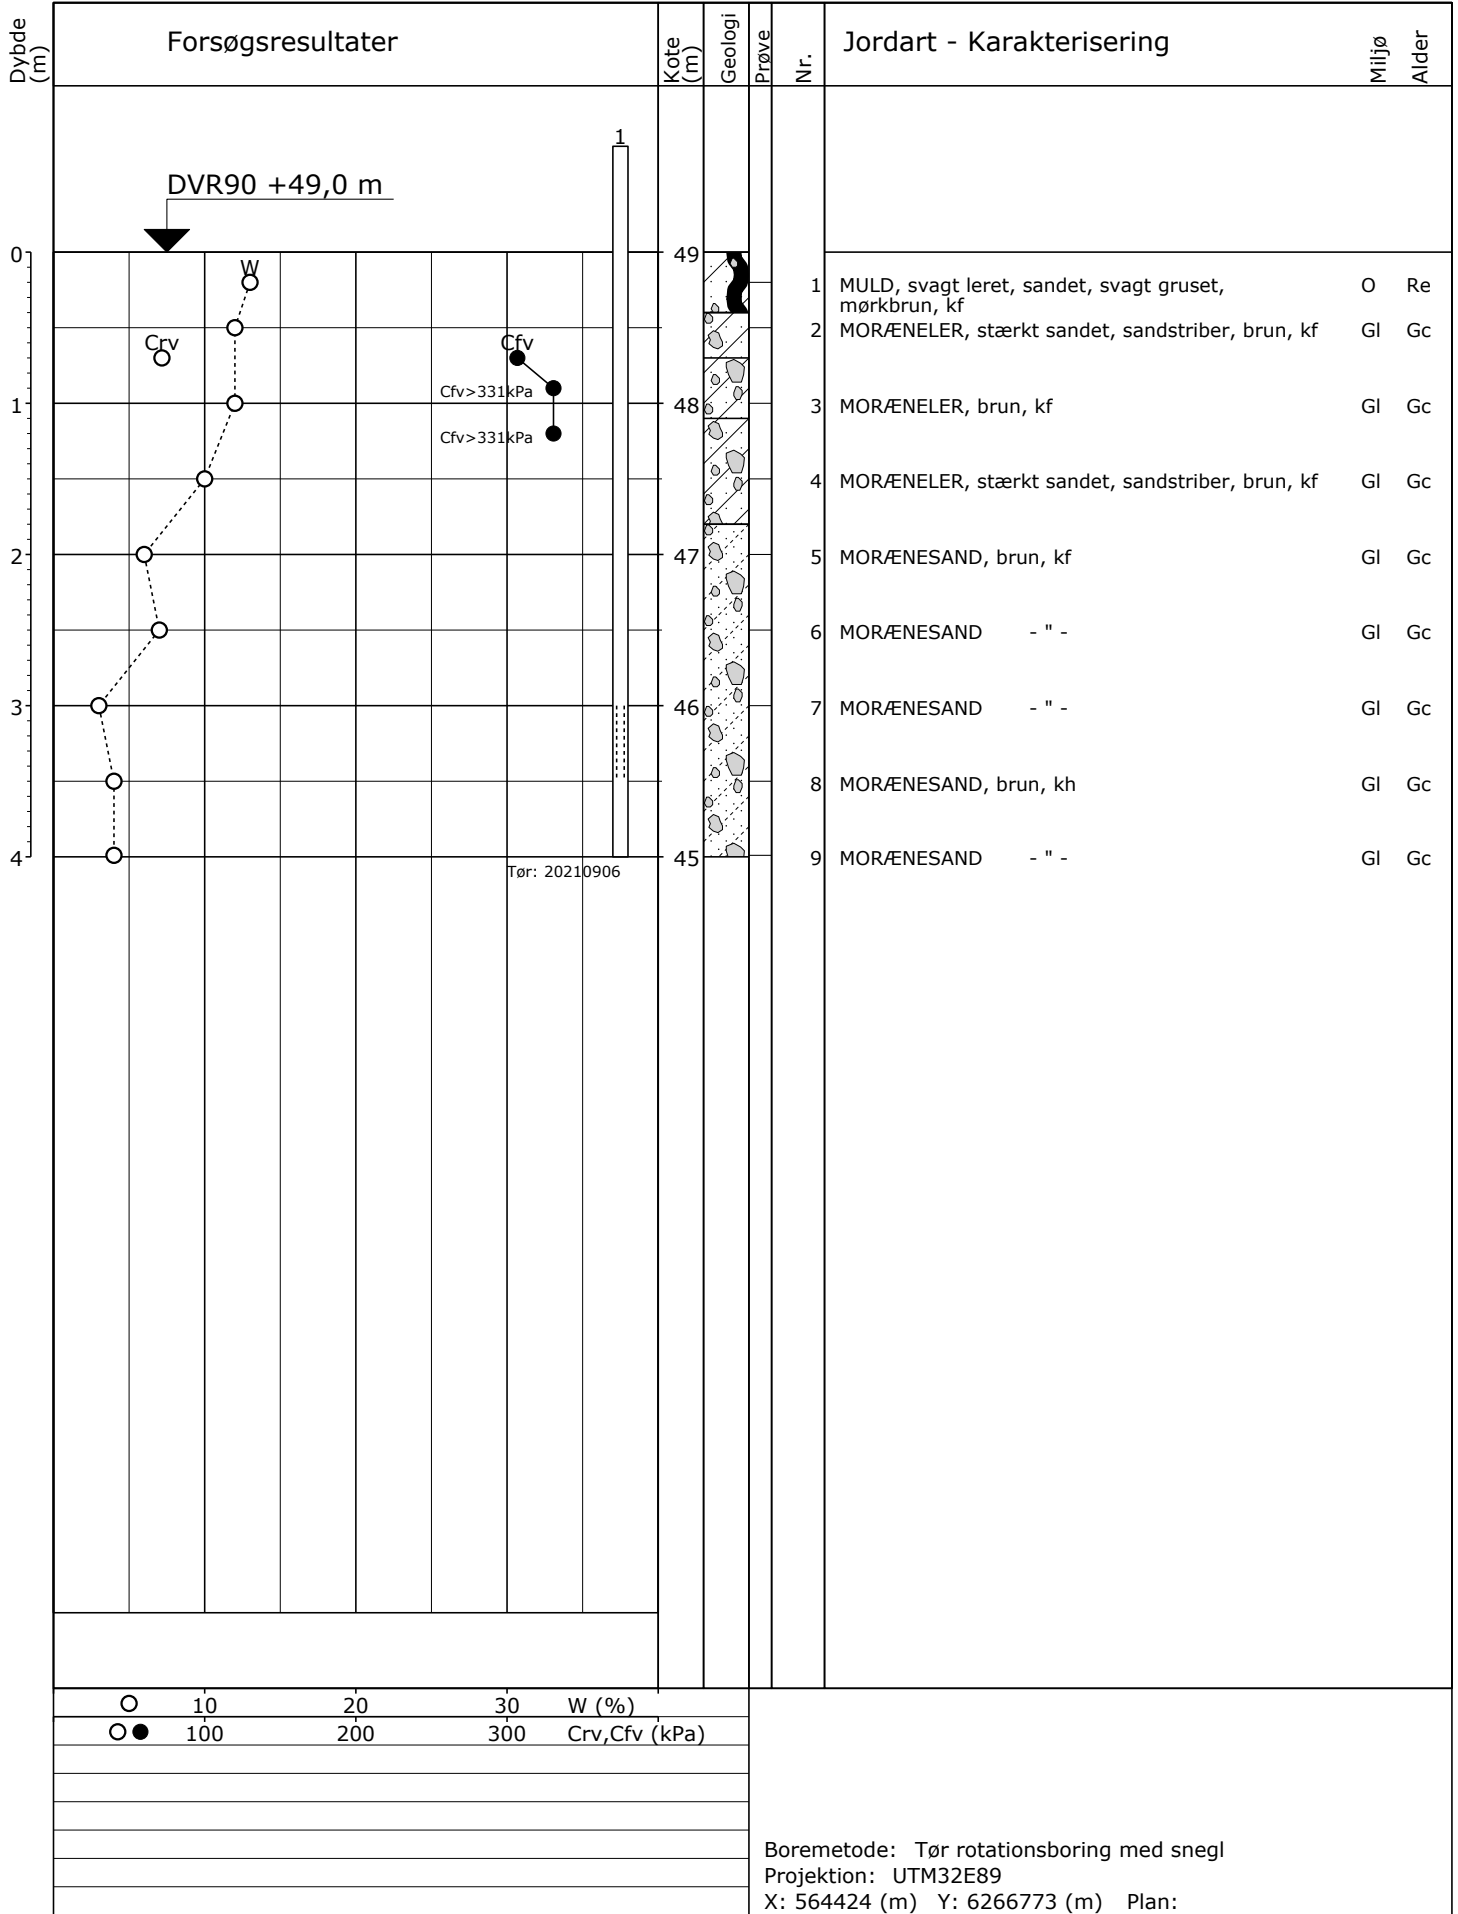 Dybde (m)
Forsøgsresultater
Kote (m)
Geologi
Prøve
Nr.
Jordart - Karakterisering
Miljø
Alder
1
DVR90 +49,0 m
0
49
W
1 MULD, svagt leret, sandet, svagt gruset, O Re
mørkbrun, kf
2 MORÆNELER, stærkt sandet, sandstriber, brun, kf Gl Gc
Crv
Cfv
Cfv>331kPa
1
48
3 MORÆNELER, brun, kf Gl Gc
Cfv>331kPa
4 MORÆNELER, stærkt sandet, sandstriber, brun, kf Gl Gc
2
47
5 MORÆNESAND, brun, kf Gl Gc
6 MORÆNESAND - " - Gl Gc
3
46
7 MORÆNESAND - " - Gl Gc
8 MORÆNESAND, brun, kh Gl Gc
4
45
9 MORÆNESAND - " - Gl Gc
Tør: 20210906
10 20 30 W (%)
100 200 300 Crv,Cfv (kPa)
Boremetode: Tør rotationsboring med snegl
Projektion: UTM32E89
X: 564424 (m) Y: 6266773 (m) Plan: